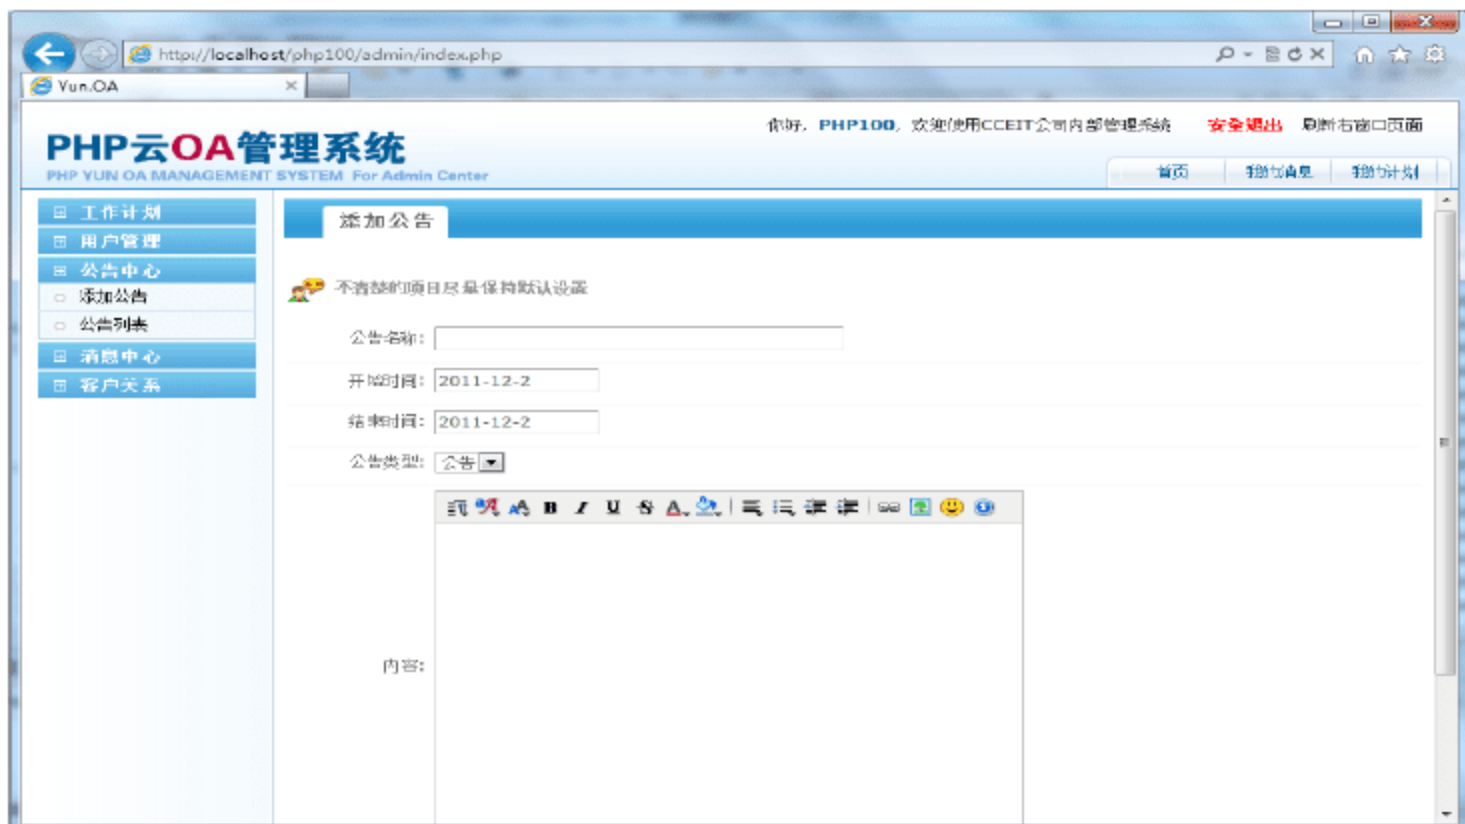 http://localhost/php100/admin/index.php
Yun.OA
你好, PHP100, 欢迎使用CCEIT公司内部管理系统 安全退出 刷新右窗口页面
PHP云OA管理系统
PHP YUN OA MANAGEMENT SYSTEM For Admin Center
首页 我的消息 我的计划
工作计划
用户管理
公告中心
添加公告
公告列表
消息中心
客户关系
添加公告
不清楚的项目尽量保持默认设置
公告名称:
开始时间: 2011-12-2
结束时间: 2011-12-2
公告类型: 公告
内容: